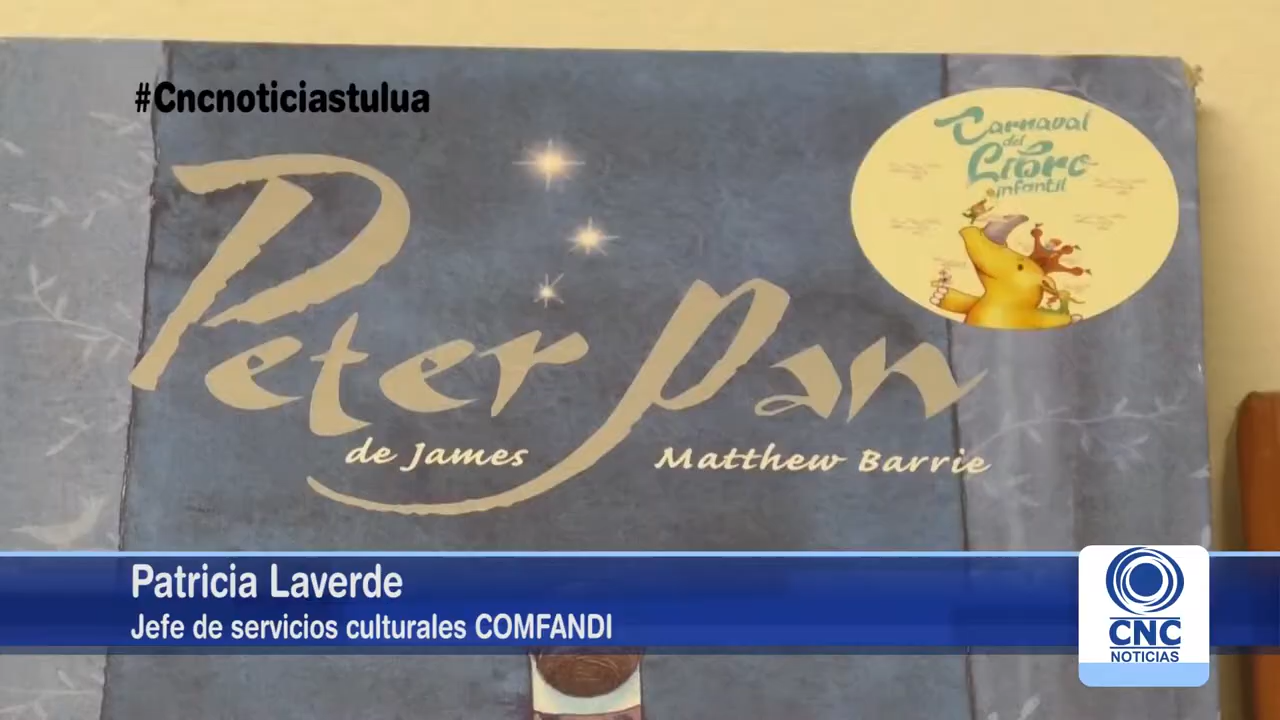 #Cncnoticiastulua
Carnaval
del
Libro
infantil
Peter Pan
de James Matthew Barrie
Patricia Laverde
Jefe de servicios culturales COMFANDI
CNC
NOTICIAS